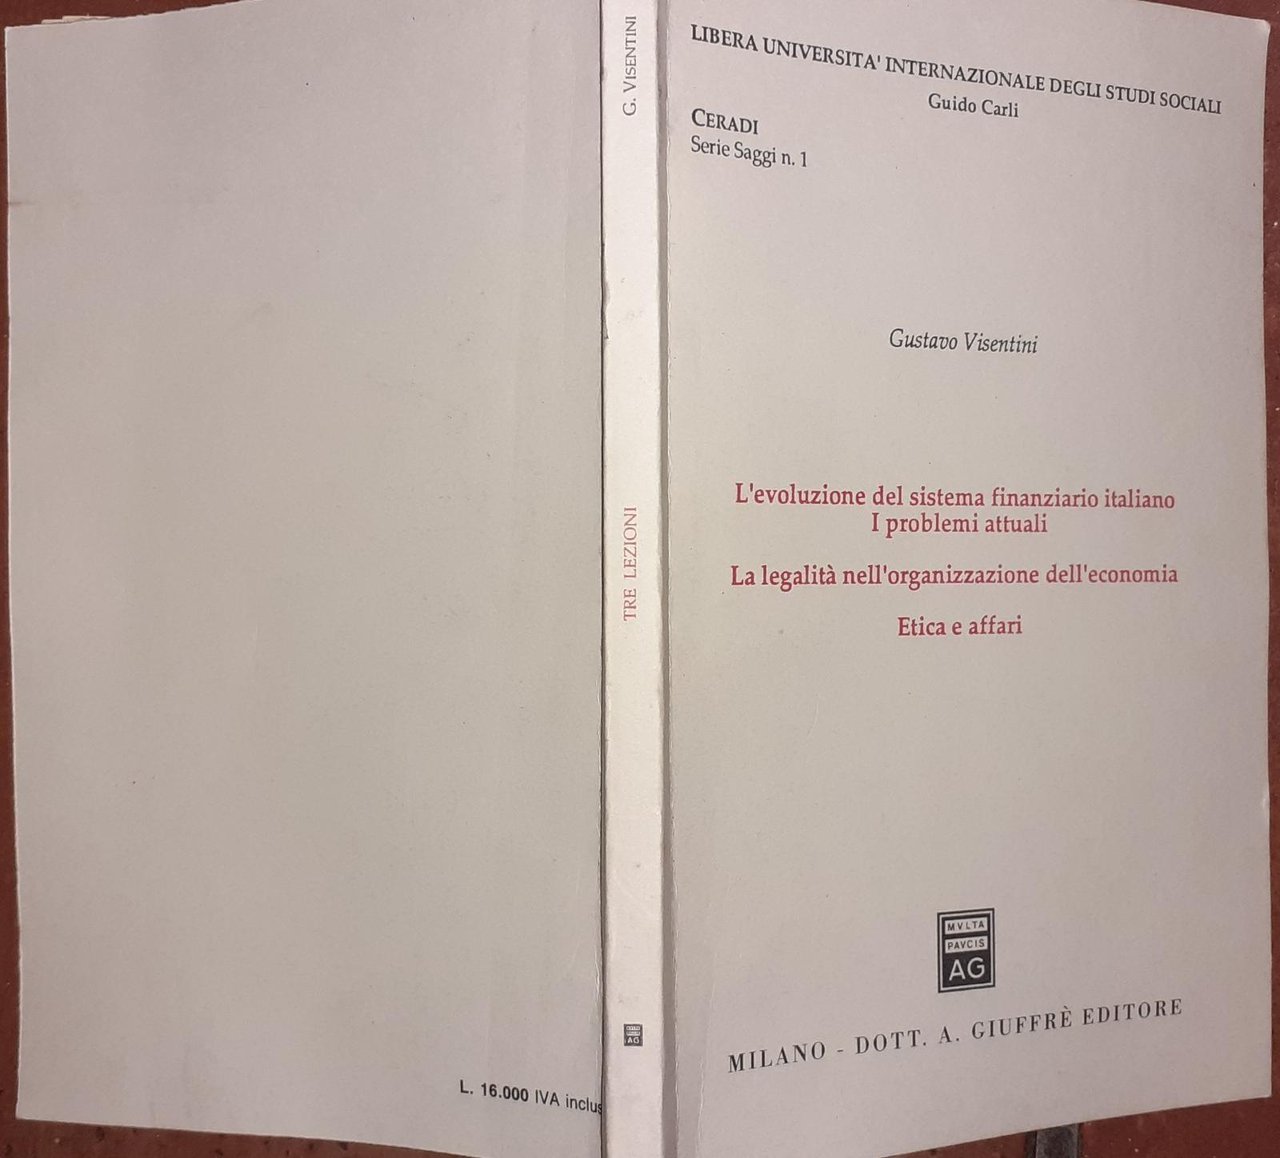 L. 16.000 IVA inclus
G. VISENTINI
TRE LEZIONI
AG
LIBERA UNIVERSITA' INTERNAZIONALE DEGLI STUDI SOCIALI
Guido Carli
CERADI
Serie Saggi n. 1
Gustavo Visentini
L'evoluzione del sistema finanziario italiano
I problemi attuali
La legalità nell'organizzazione dell'economia
Etica e affari
MVLTA
PAVCIS
AG
MILANO - DOTT. A. GIUFFRÈ EDITORE